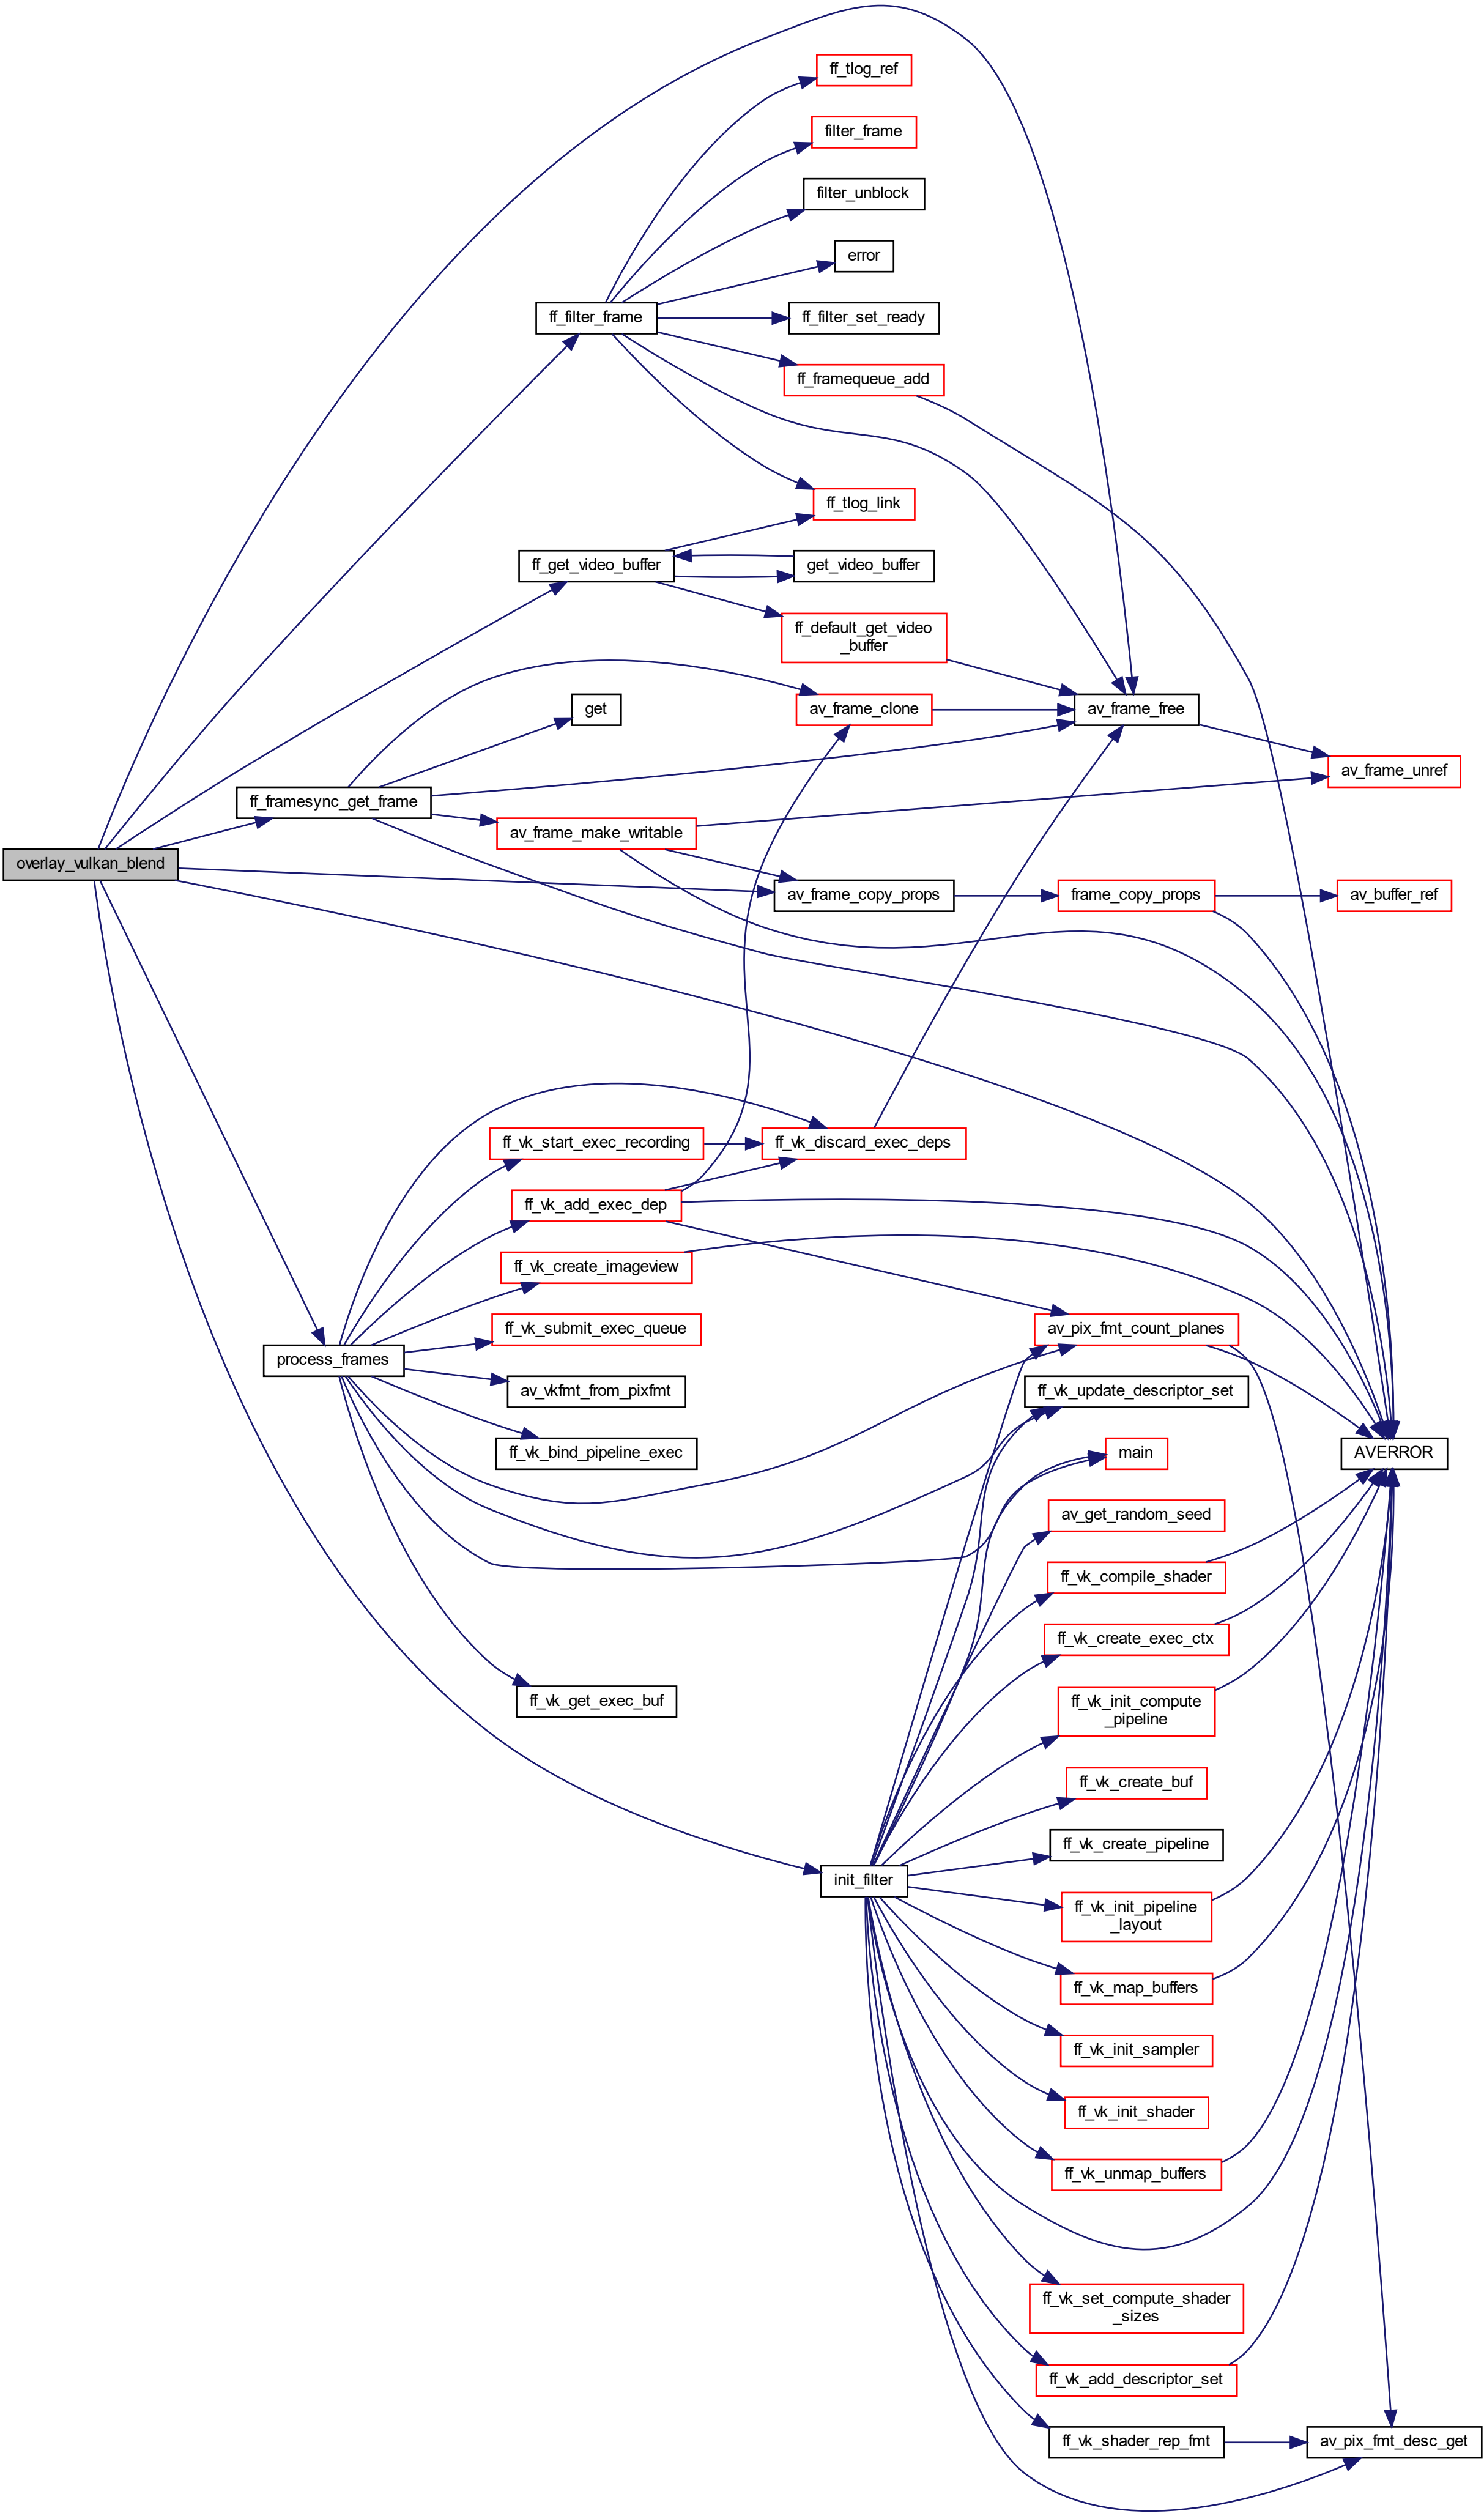 ff_tlog_ref
filter_frame
filter_unblock
error
ff_filter_frame
ff_filter_set_ready
ff_framequeue_add
ff_tlog_link
ff_get_video_buffer
get_video_buffer
ff_default_get_video
_buffer
get
av_frame_clone
av_frame_free
av_frame_unref
ff_framesync_get_frame
av_frame_make_writable
overlay_vulkan_blend
av_frame_copy_props
frame_copy_props
av_buffer_ref
ff_vk_start_exec_recording
ff_vk_discard_exec_deps
ff_vk_add_exec_dep
ff_vk_create_imageview
ff_vk_submit_exec_queue
av_pix_fmt_count_planes
process_frames
av_vkfmt_from_pixfmt
ff_vk_update_descriptor_set
ff_vk_bind_pipeline_exec
main
AVERROR
av_get_random_seed
ff_vk_compile_shader
ff_vk_create_exec_ctx
ff_vk_get_exec_buf
ff_vk_init_compute
_pipeline
ff_vk_create_buf
ff_vk_create_pipeline
init_filter
ff_vk_init_pipeline
_layout
ff_vk_map_buffers
ff_vk_init_sampler
ff_vk_init_shader
ff_vk_unmap_buffers
ff_vk_set_compute_shader
_sizes
ff_vk_add_descriptor_set
ff_vk_shader_rep_fmt
av_pix_fmt_desc_get